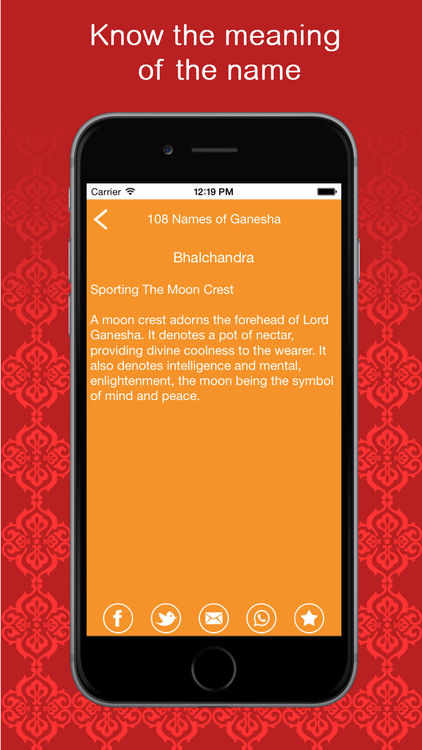 Know the meaning
of the name
Carrier 12:19 PM
108 Names of Ganesha
Bhalchandra
Sporting The Moon Crest
A moon crest adorns the forehead of Lord
Ganesha. It denotes a pot of nectar,
providing divine coolness to the wearer. It
also denotes intelligence and mental,
enlightenment, the moon being the symbol
of mind and peace.